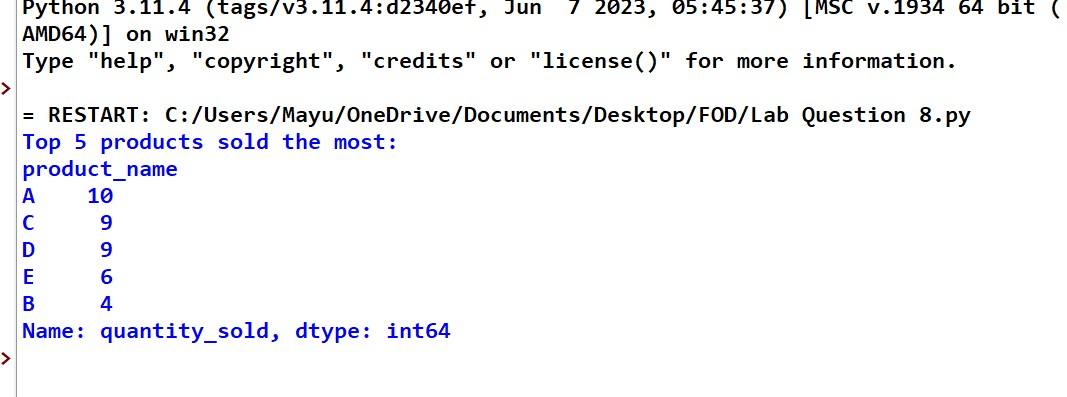 Python 3.11.4 (tags/v3.11.4:d2340ef, Jun  7 2023, 05:45:37) [MSC v.1934 64 bit (
AMD64)] on win32
Type "help", "copyright", "credits" or "license()" for more information.
>
= RESTART: C:/Users/Mayu/OneDrive/Documents/Desktop/FOD/Lab Question 8.py
Top 5 products sold the most:
product_name
A    10
C     9
D     9
E     6
B     4
Name: quantity_sold, dtype: int64
>